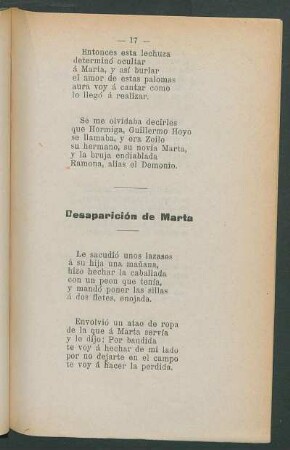 — 17 —
Entonces esta lechuza
determinó ocultar
á Marta, y así burlar
el amor de estas palomas
aura voy á cantar como
lo llegó á realizar.
Se me olvidaba decirles
que Hormiga, Guillermo Hoyo
se llamaba, y era Zoilo
su hermano, su novia Marta,
y la bruja endiablada
Ramona, alias el Demonio.
Desaparición de Marta
Le sacudió unos lazasos
á su hija una mañana,
hizo hechar la caballada
con un peon que tenía,
y mandó poner las sillas
á dos fletes, enojada.
Envolvió un atao de ropa
de la que á Marta servía
y le dijo: Por bandida
te voy á hechar de mi lado
por no dejarte en el campo
te voy á hacer la perdida.